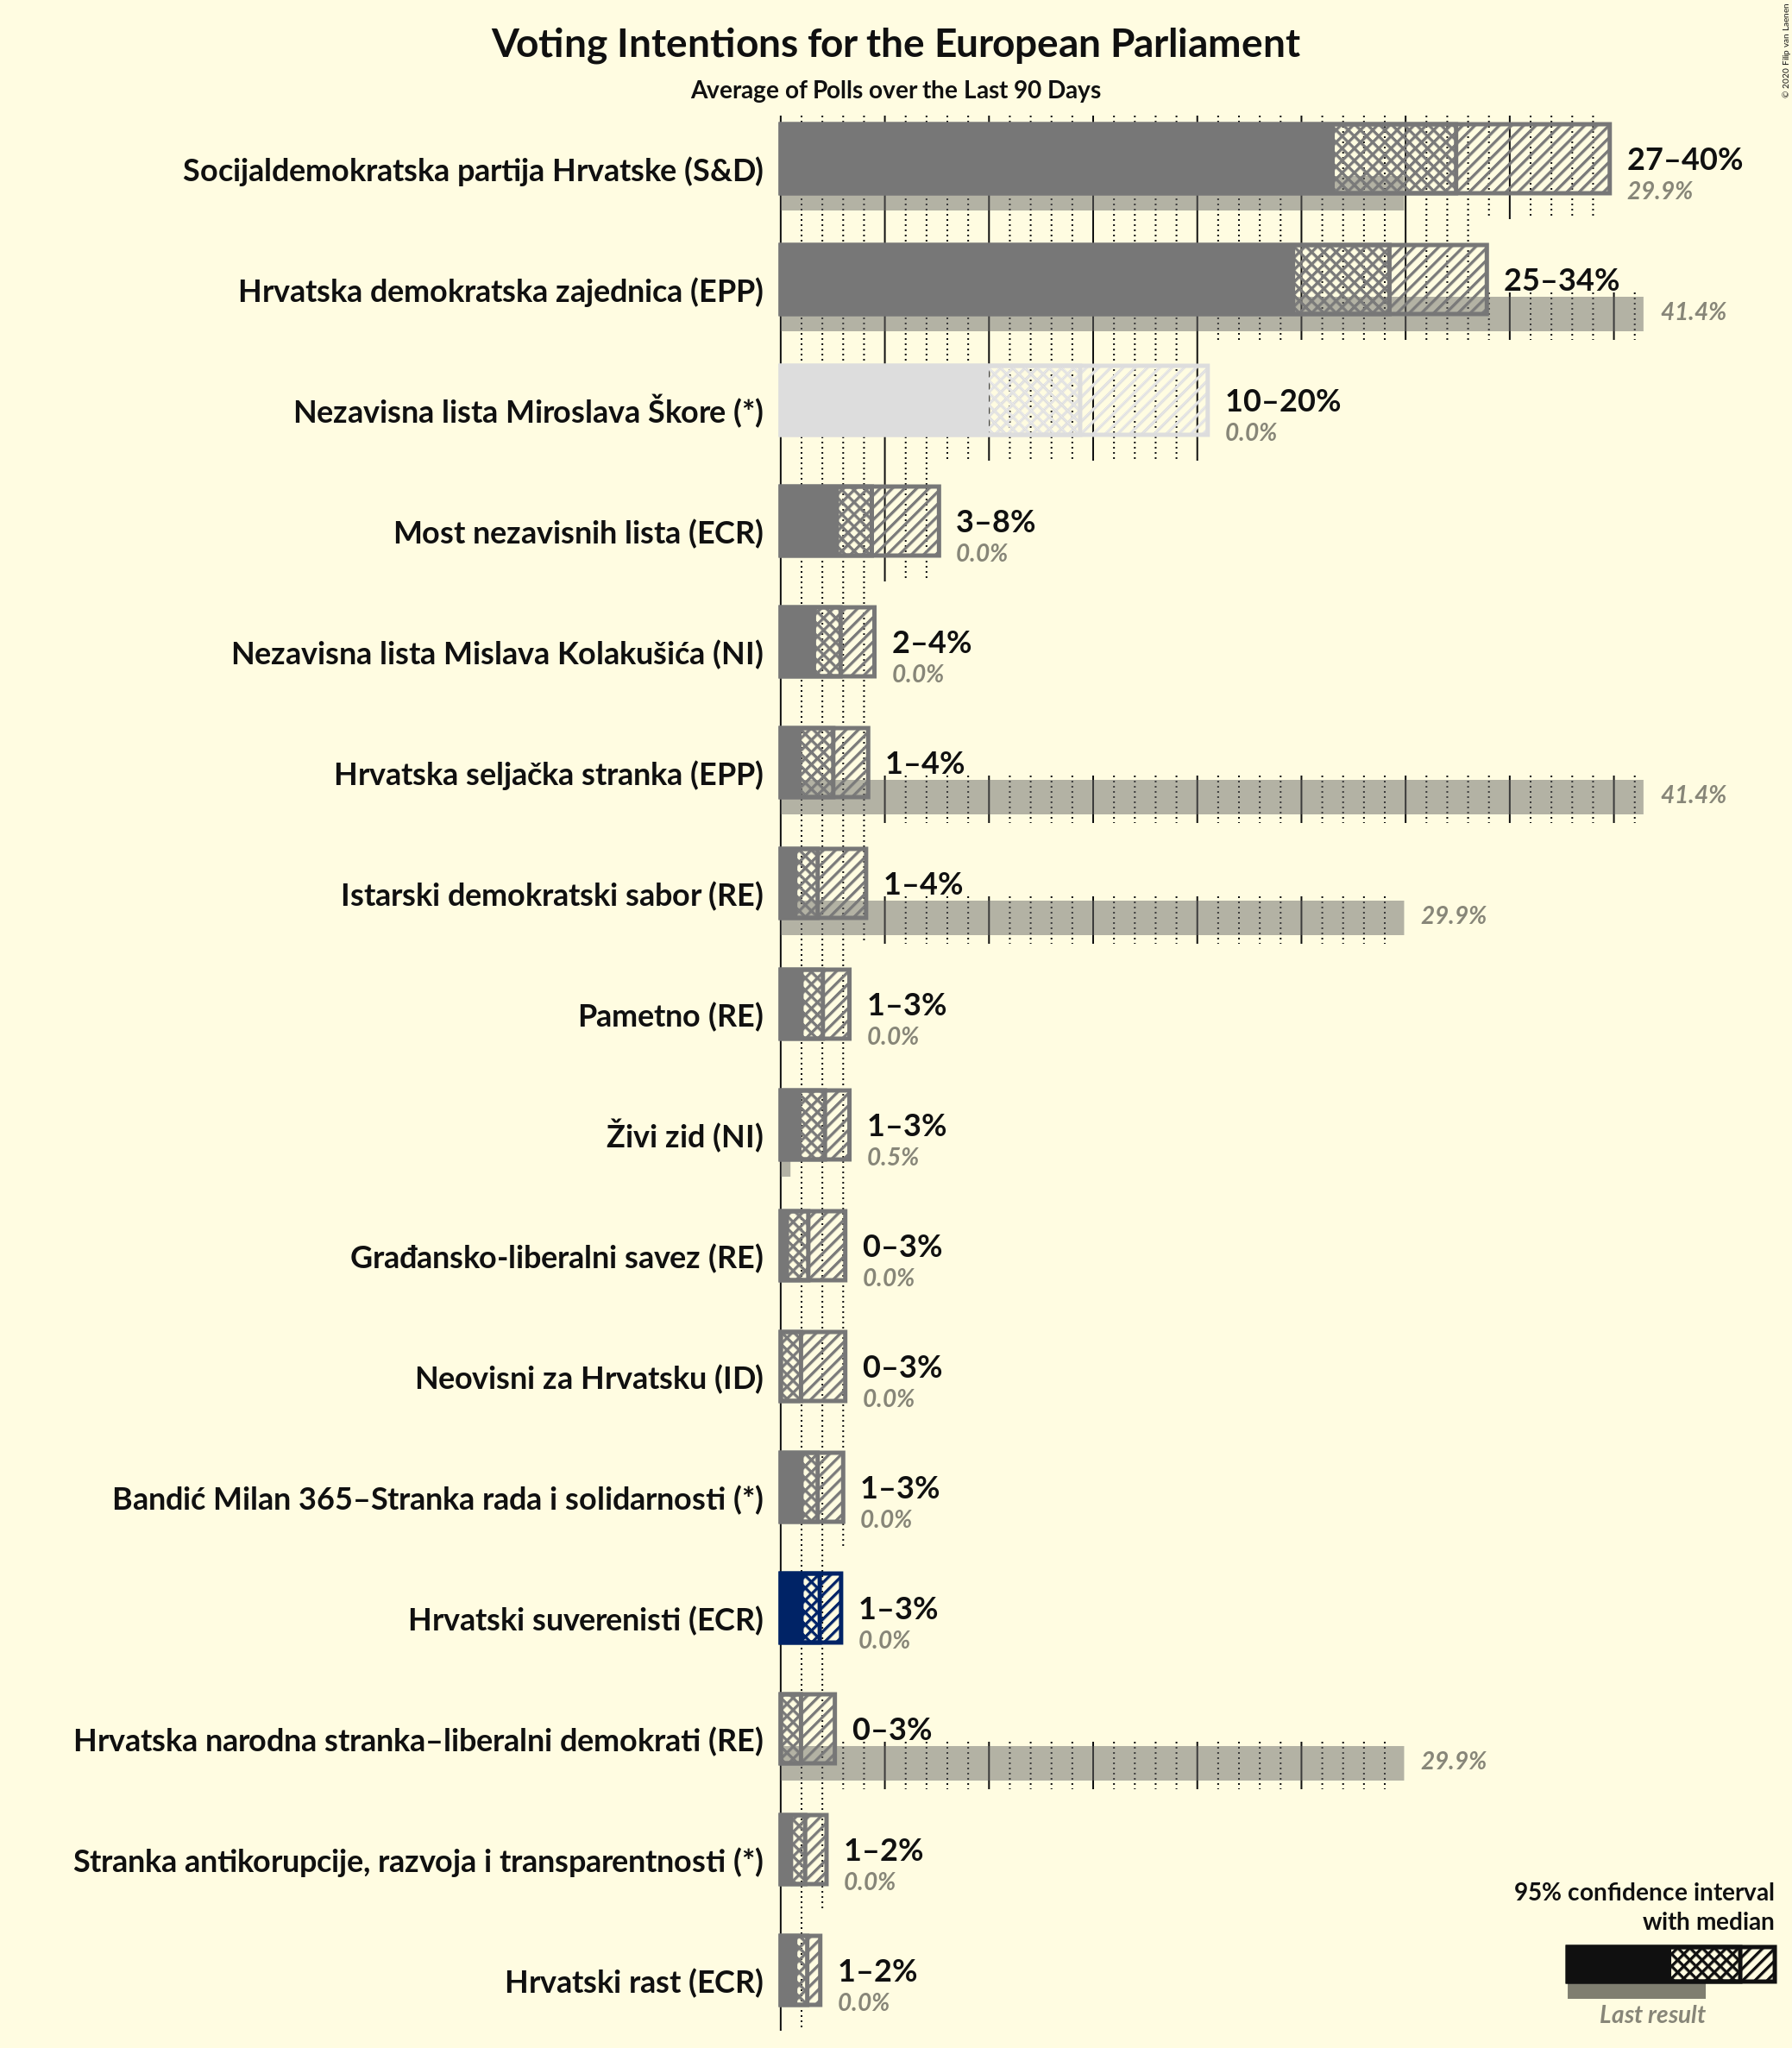 © 2020 Filip van Laenen
Voting Intentions for the European Parliament
Average of Polls over the Last 90 Days
Socijaldemokratska partija Hrvatske (S&D)
27–40%
29.9%
Hrvatska demokratska zajednica (EPP)
25–34%
41.4%
Nezavisna lista Miroslava Škore (*)
10–20%
0.0%
Most nezavisnih lista (ECR)
3–8%
0.0%
Nezavisna lista Mislava Kolakušića (NI)
2–4%
0.0%
Hrvatska seljačka stranka (EPP)
1–4%
41.4%
Istarski demokratski sabor (RE)
1–4%
29.9%
Pametno (RE)
1–3%
0.0%
Živi zid (NI)
1–3%
0.5%
Građansko-liberalni savez (RE)
0–3%
0.0%
Neovisni za Hrvatsku (ID)
0–3%
0.0%
Bandić Milan 365–Stranka rada i solidarnosti (*)
1–3%
0.0%
Hrvatski suverenisti (ECR)
1–3%
0.0%
Hrvatska narodna stranka–liberalni demokrati (RE)
0–3%
29.9%
Stranka antikorupcije, razvoja i transparentnosti (*)
1–2%
0.0%
Hrvatski rast (ECR)
1–2%
0.0%
95% confidence interval
with median
Last result